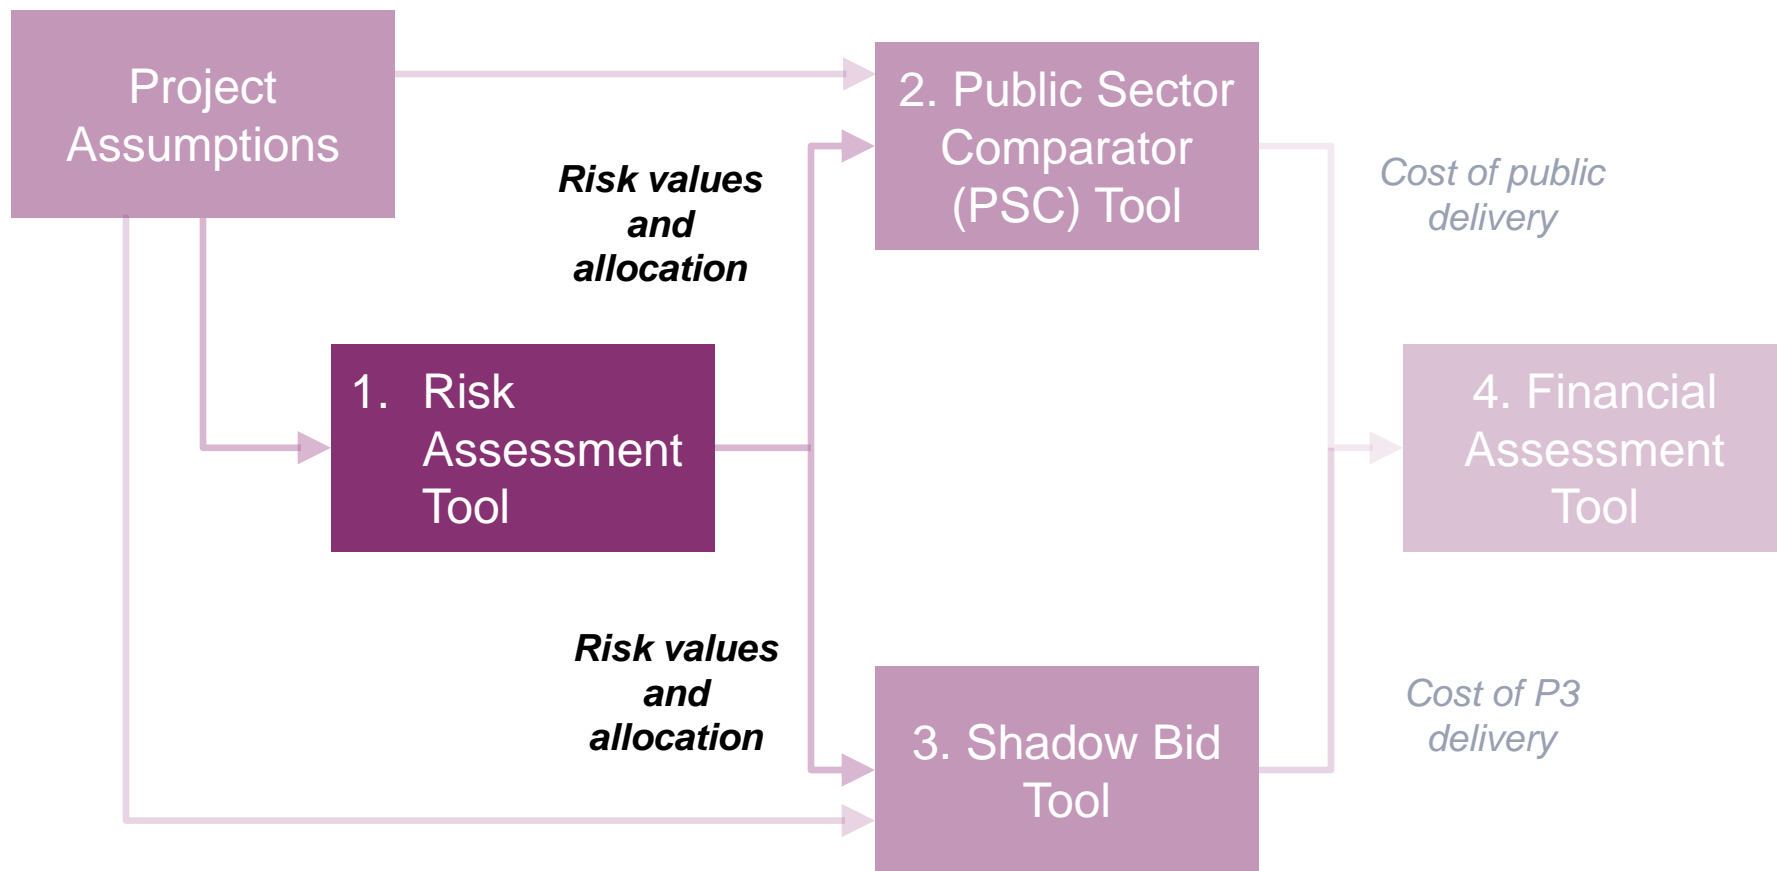 Project
Assumptions
2. Public Sector
Comparator
(PSC) Tool
Risk values
and
allocation
Cost of public
delivery
1. Risk
Assessment
Tool
4. Financial
Assessment
Tool
Risk values
and
allocation
3. Shadow Bid
Tool
Cost of P3
delivery